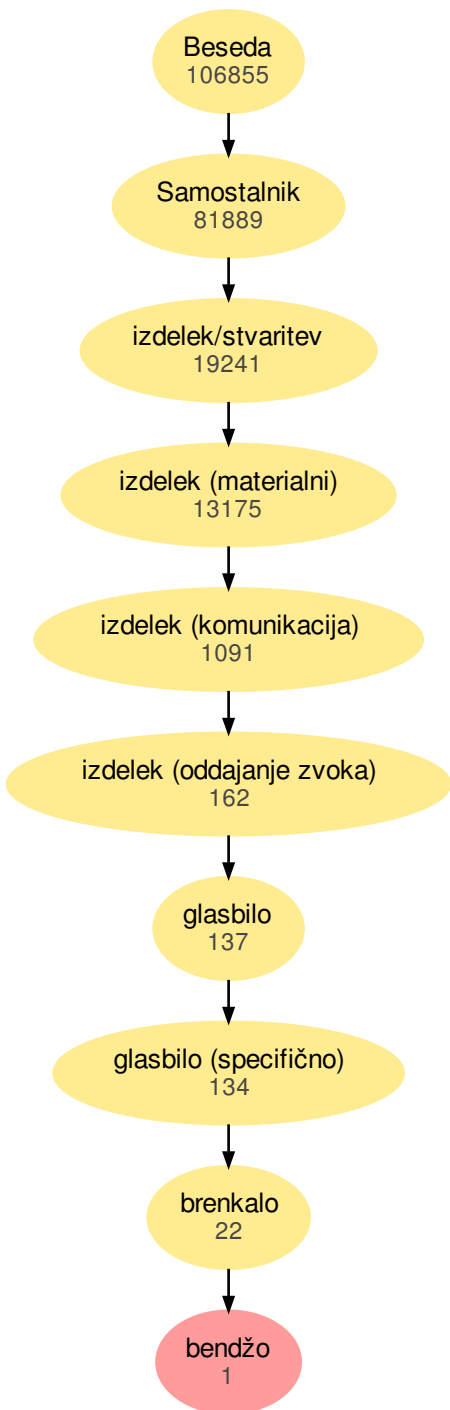 Beseda
106855
Samostalnik
81889
izdelek/stvaritev
19241
izdelek (materialni)
13175
izdelek (komunikacija)
1091
izdelek (oddajanje zvoka)
162
glasbilo
137
glasbilo (specifično)
134
brenkalo
22
bendžo
1